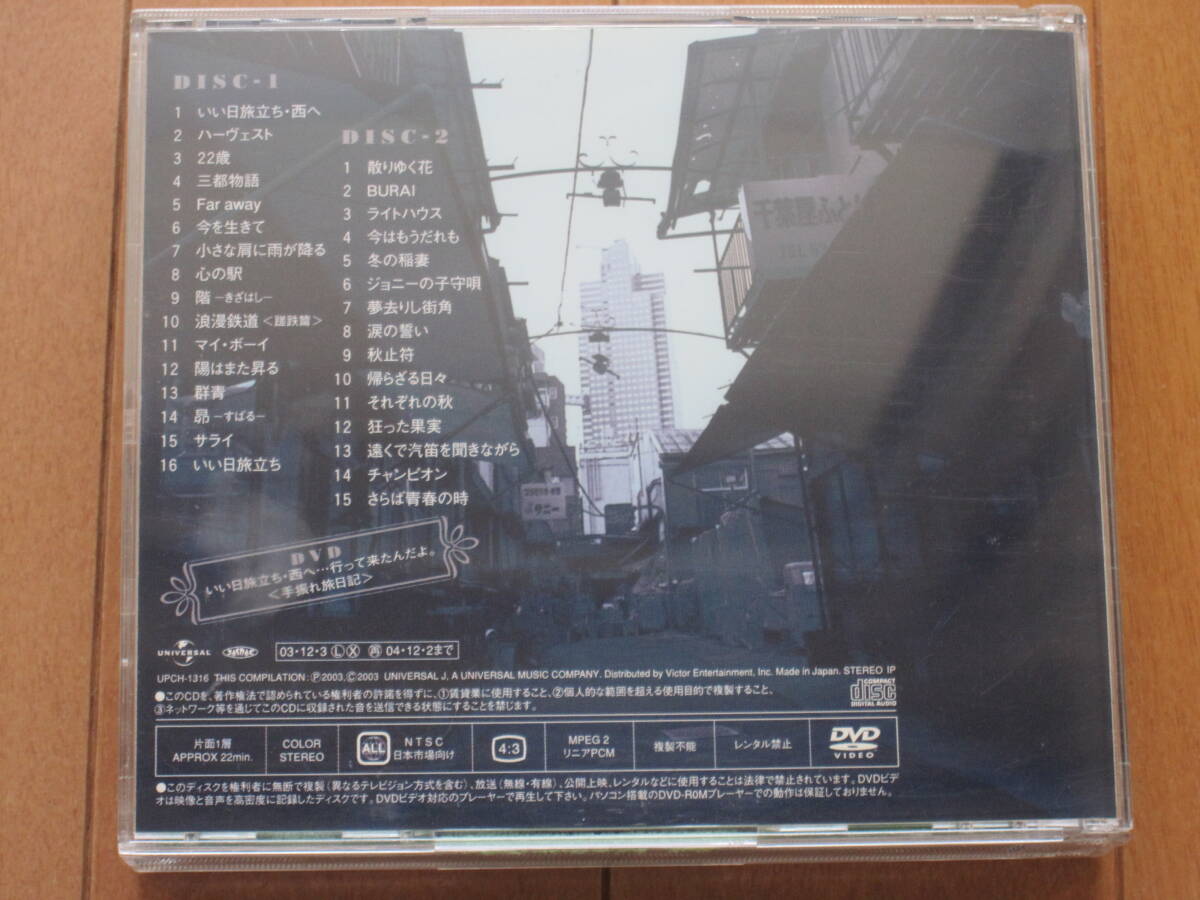 DISC-1
1 いい日旅立ち・西へ
2 ハーヴェスト
3 22歳
4 三都物語
5 Far away
6 今を生きて
7 小さな肩に雨が降る
8 心の駅
9 階 ―きざはし―
10 浪漫鉄道 <蹉跌篇>
11 マイ・ボーイ
12 陽はまた昇る
13 群青
14 昴 ―すばる―
15 サライ
16 いい日旅立ち
DISC-2
1 散りゆく花
2 BURAI
3 ライトハウス
4 今はもうだれも
5 冬の稲妻
6 ジョニーの子守唄
7 夢去りし街角
8 涙の誓い
9 秋止符
10 帰らざる日々
11 それぞれの秋
12 狂った果実
13 遠くで汽笛を聞きながら
14 チャンピオン
15 さらば青春の時
DVD
いい日旅立ち・西へ…行って来たんだよ。
<手振れ旅日記>
UNIVERSAL
03・12・3 Ⓛ Ⓧ ㊢ 04・12・2まで
UPCH-1316 THIS COMPILATION: Ⓟ2003,Ⓒ2003 UNIVERSAL J, A UNIVERSAL MUSIC COMPANY. Distributed by Victor Entertainment, Inc. Made in Japan. STEREO IP
●このCDを、著作権法で認められている権利者の許諾を得ずに、①賃貸業に使用すること、②個人的な範囲を超える使用目的で複製すること、
③ネットワーク等を通じてこのCDに収録された音を送信できる状態にすることを禁じます。
COMPACT disc DIGITAL AUDIO
片面1層 APPROX 22min.
COLOR STEREO
ALL NTSC 日本市場向け
4:3
MPEG 2 リニアPCM
複製不能
レンタル禁止
DVD VIDEO
●このディスクを権利者に無断で複製(異なるテレビジョン方式を含む)、放送(無線・有線)、公開上映、レンタルなどに使用することは法律で禁止されています。DVDビデ
オは映像と音声を高密度に記録したディスクです。DVDビデオ対応のプレーヤーで再生して下さい。パソコン搭載のDVD-ROMプレーヤーでの動作は保証しておりません。